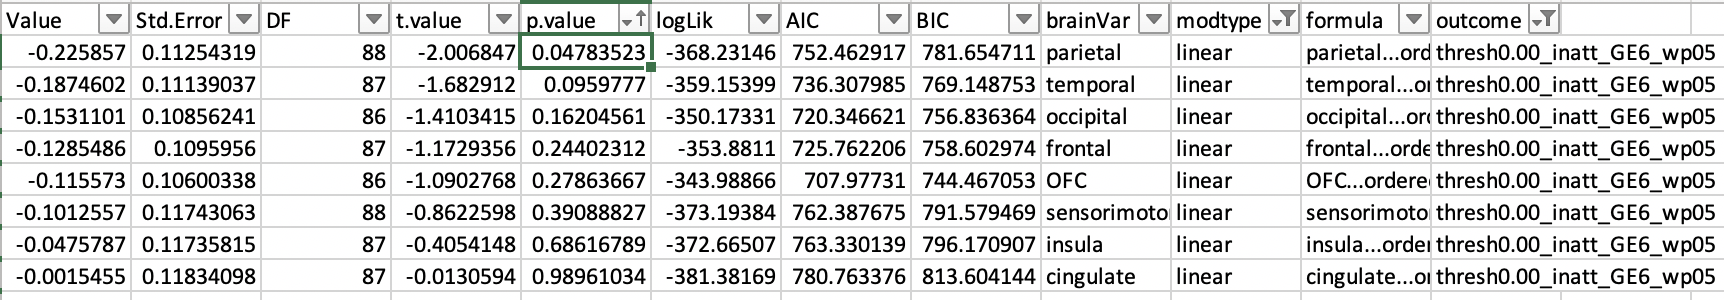 Value Std.Error DF t.value p.value logLik AIC BIC brainVar modtype formula outcome
-0.225857 0.11254319 88 -2.006847 0.04783523 -368.23146 752.462917 781.654711 parietal linear parietal...ord thresh0.00_inatt_GE6_wp05
-0.1874602 0.11139037 87 -1.682912 0.0959777 -359.15399 736.307985 769.148753 temporal linear temporal...or thresh0.00_inatt_GE6_wp05
-0.1531101 0.10856241 86 -1.4103415 0.16204561 -350.17331 720.346621 756.836364 occipital linear occipital...ord thresh0.00_inatt_GE6_wp05
-0.1285486 0.1095956 87 -1.1729356 0.24402312 -353.8811 725.762206 758.602974 frontal linear frontal...orde thresh0.00_inatt_GE6_wp05
-0.115573 0.10600338 86 -1.0902768 0.27863667 -343.98866 707.97731 744.467053 OFC linear OFC...ordere thresh0.00_inatt_GE6_wp05
-0.1012557 0.11743063 88 -0.8622598 0.39088827 -373.19384 762.387675 791.579469 sensorimoto linear sensorimoto thresh0.00_inatt_GE6_wp05
-0.0475787 0.11735815 87 -0.4054148 0.68616789 -372.66507 763.330139 796.170907 insula linear insula...order thresh0.00_inatt_GE6_wp05
-0.0015455 0.11834098 87 -0.0130594 0.98961034 -381.38169 780.763376 813.604144 cingulate linear cingulate...or thresh0.00_inatt_GE6_wp05